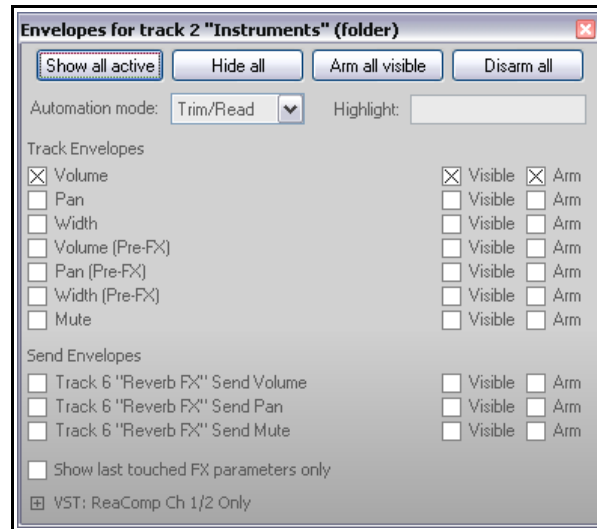 Envelopes for track 2 "Instruments" (folder)
Show all active Hide all Arm all visible Disarm all
Automation mode: Trim/Read Highlight:
Track Envelopes
Volume Visible Arm
Pan Visible Arm
Width Visible Arm
Volume (Pre-FX) Visible Arm
Pan (Pre-FX) Visible Arm
Width (Pre-FX) Visible Arm
Mute Visible Arm
Send Envelopes
Track 6 "Reverb FX" Send Volume Visible Arm
Track 6 "Reverb FX" Send Pan Visible Arm
Track 6 "Reverb FX" Send Mute Visible Arm
Show last touched FX parameters only
VST: ReaComp Ch 1/2 Only